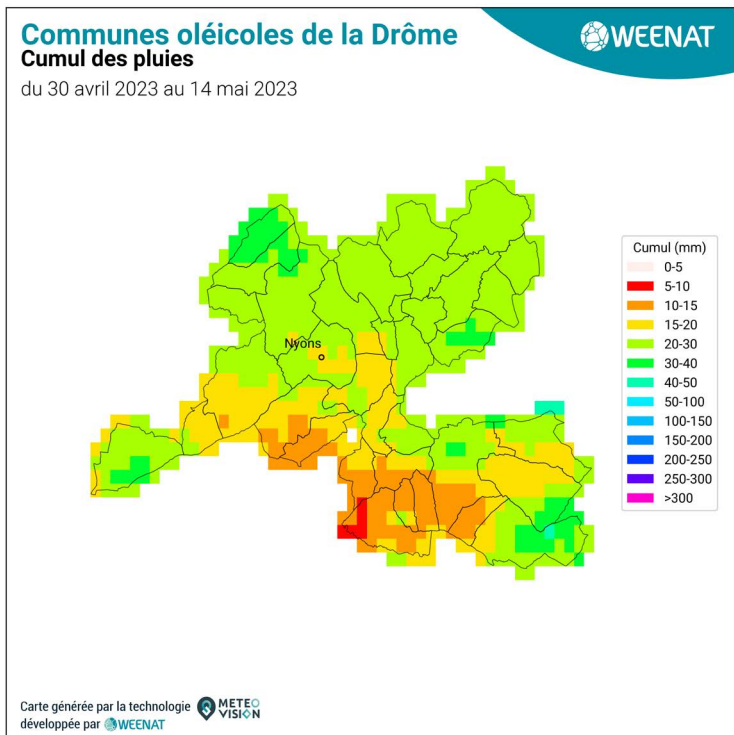 Communes oléicoles de la Drôme
Cumul des pluies
du 30 avril 2023 au 14 mai 2023
WEENAT
Nyons
Cumul (mm)
0-5
5-10
10-15
15-20
20-30
30-40
40-50
50-100
100-150
150-200
200-250
250-300
>300
Carte générée par la technologie METEO VISION
développée par WEENAT